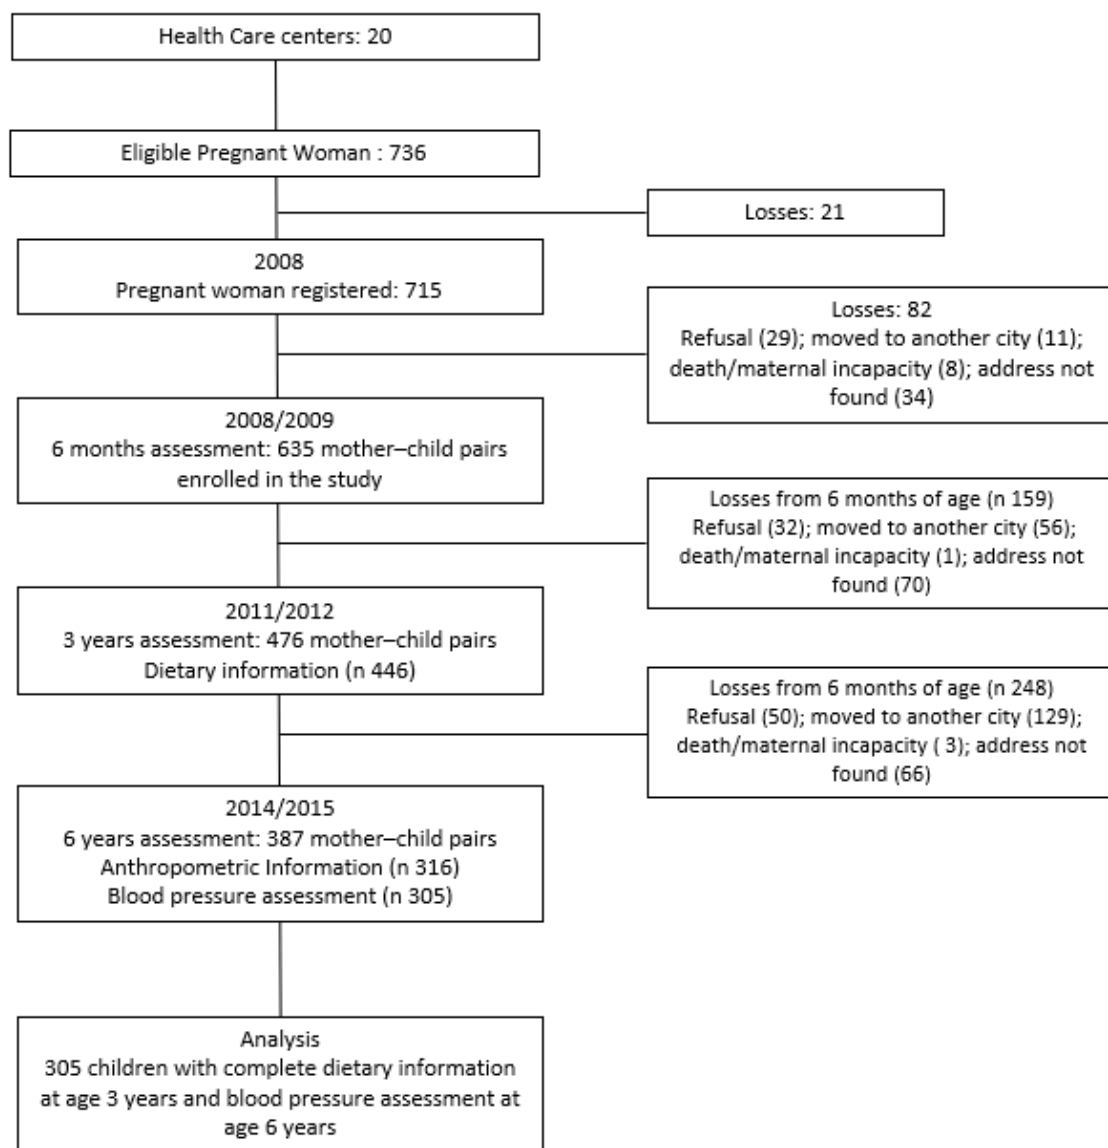 Health Care centers: 20
Eligible Pregnant Woman : 736
Losses: 21
2008
Pregnant woman registered: 715
Losses: 82
Refusal (29); moved to another city (11);
death/maternal incapacity (8); address not
found (34)
2008/2009
6 months assessment: 635 mother–child pairs
enrolled in the study
Losses from 6 months of age (n 159)
Refusal (32); moved to another city (56);
death/maternal incapacity (1); address not
found (70)
2011/2012
3 years assessment: 476 mother–child pairs
Dietary information (n 446)
Losses from 6 months of age (n 248)
Refusal (50); moved to another city (129);
death/maternal incapacity ( 3); address not
found (66)
2014/2015
6 years assessment: 387 mother–child pairs
Anthropometric Information (n 316)
Blood pressure assessment (n 305)
Analysis
305 children with complete dietary information
at age 3 years and blood pressure assessment at
age 6 years